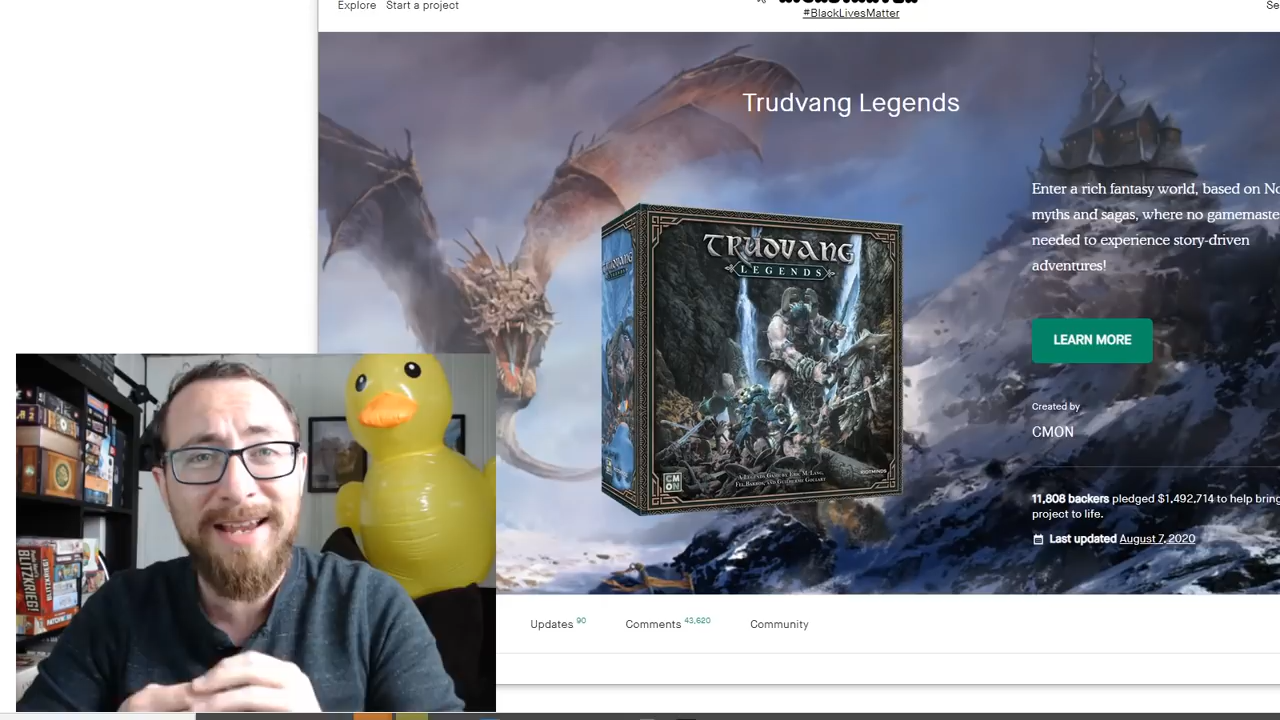 Explore Start a project
#BlackLivesMatter
Trudvang Legends
Enter a rich fantasy world, based on
myths and sagas, where no
needed to experience story-driven
adventures!
LEARN MORE
Created by
CMON
11,808 backers pledged $1,492,714 to help bring
project to life.
Last updated August 7, 2020
TRUDVANG
LEGENDS
CMON
Updates 90 Comments 43,620 Community
BLITZKRIEG!